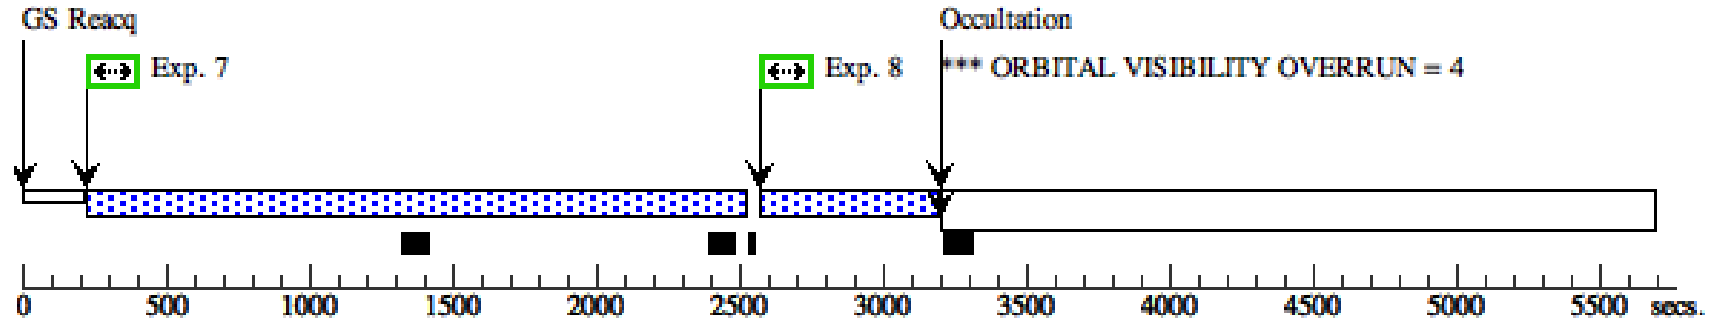 GS Reacq
Occultation
Exp. 7
Exp. 8
*** ORBITAL VISIBILITY OVERRUN = 4
0 500 1000 1500 2000 2500 3000 3500 4000 4500 5000 5500 secs.